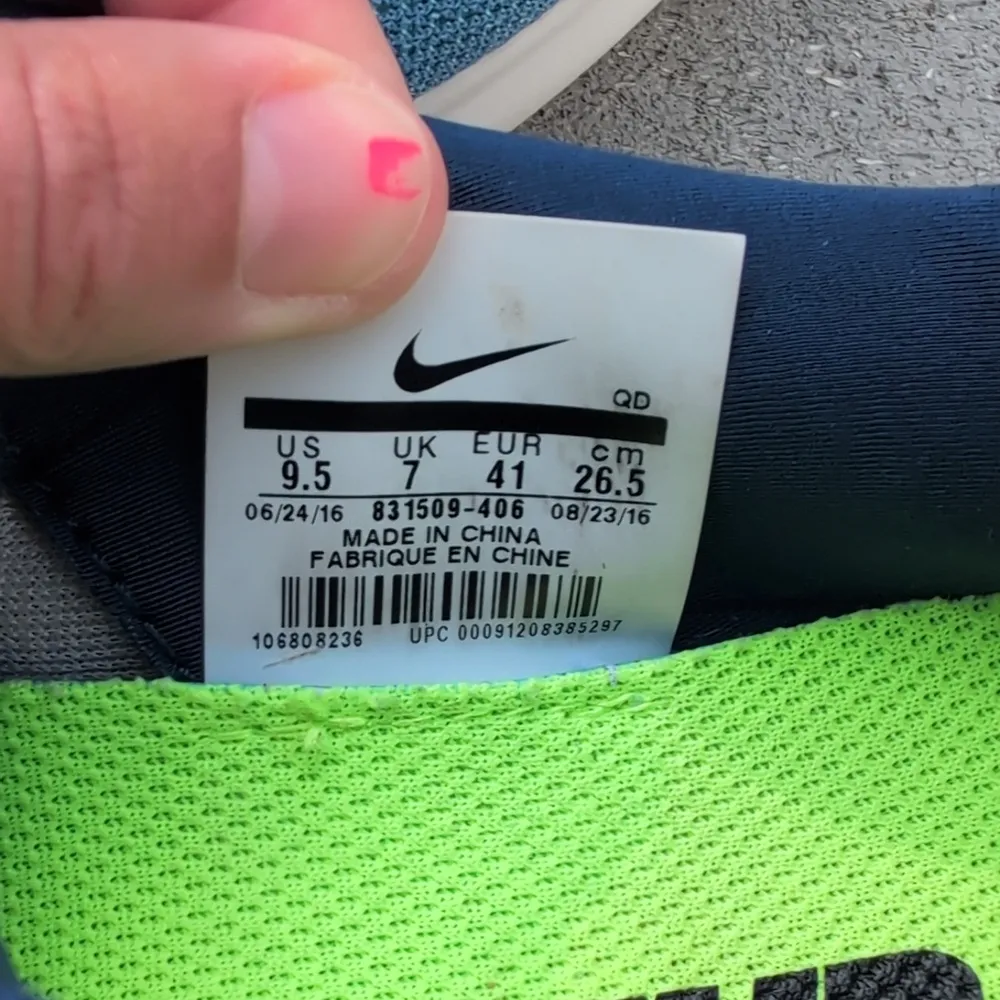 QD
US UK EUR cm
9.5 7 41 26.5
06/24/16 831509-406 08/23/16
MADE IN CHINA
FABRIQUE EN CHINE
106808236 UPC 00091208385297